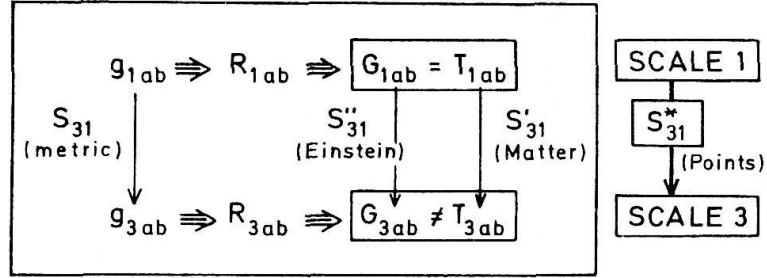 g₁ab ⇛ R₁ab ⇛ G₁ab = T₁ab SCALE 1
S₃₁ S″₃₁ S′₃₁ S*₃₁
(metric) (Einstein) (Matter) (Points)
g₃ab ⇛ R₃ab ⇛ G₃ab ≠ T₃ab SCALE 3